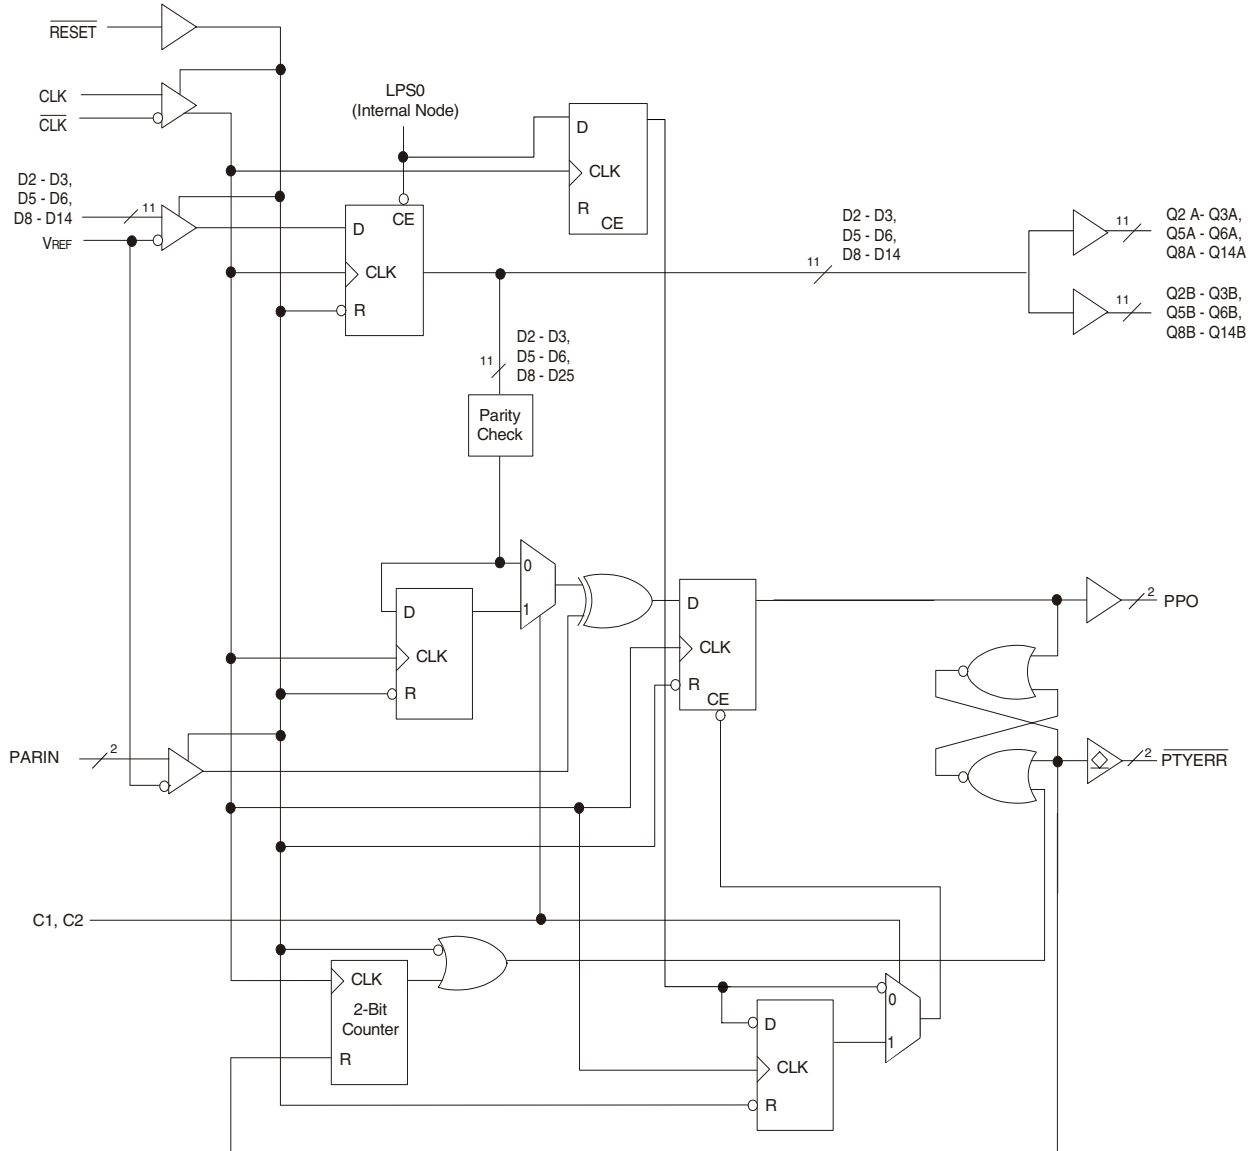 RESET
CLK
CLK
LPS0
(Internal Node)
D
CLK
R
CE
D2 - D3,
D5 - D6,
D8 - D14
11
VREF
CE
D
CLK
R
D2 - D3,
D5 - D6,
D8 - D14
11
11
Q2 A- Q3A,
Q5A - Q6A,
Q8A - Q14A
11
Q2B - Q3B,
Q5B - Q6B,
Q8B - Q14B
11
D2 - D3,
D5 - D6,
D8 - D25
Parity
Check
0
1
D
CLK
R
D
CLK
R
CE
2
PPO
PARIN
2
2
PTYERR
C1, C2
CLK
2-Bit
Counter
R
0
1
D
CLK
R